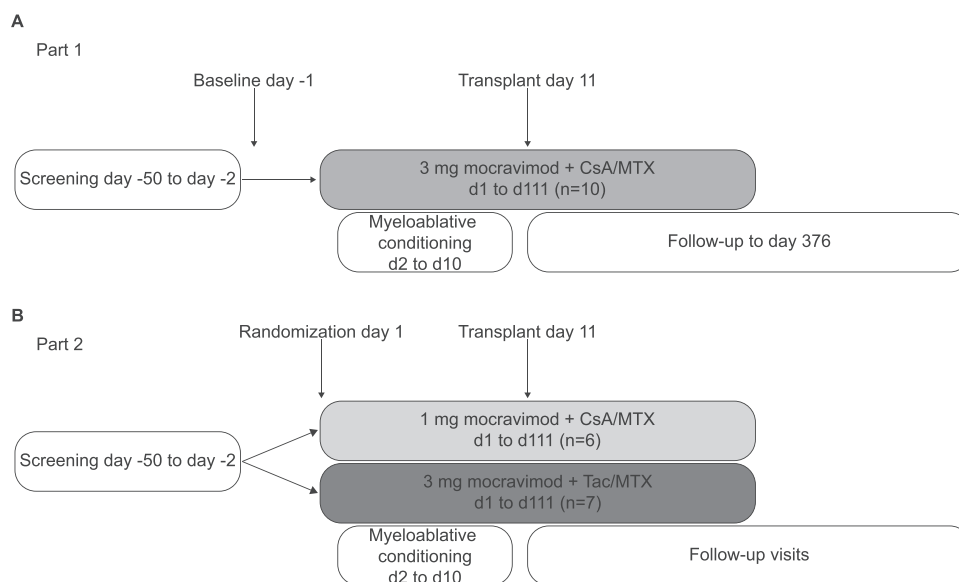 A
Part 1
Baseline day -1
Transplant day 11
Screening day -50 to day -2
3 mg mocravimod + CsA/MTX
d1 to d111 (n=10)
Myeloablative
conditioning
d2 to d10
Follow-up to day 376
B
Part 2
Randomization day 1
Transplant day 11
Screening day -50 to day -2
1 mg mocravimod + CsA/MTX
d1 to d111 (n=6)
3 mg mocravimod + Tac/MTX
d1 to d111 (n=7)
Myeloablative
conditioning
d2 to d10
Follow-up visits